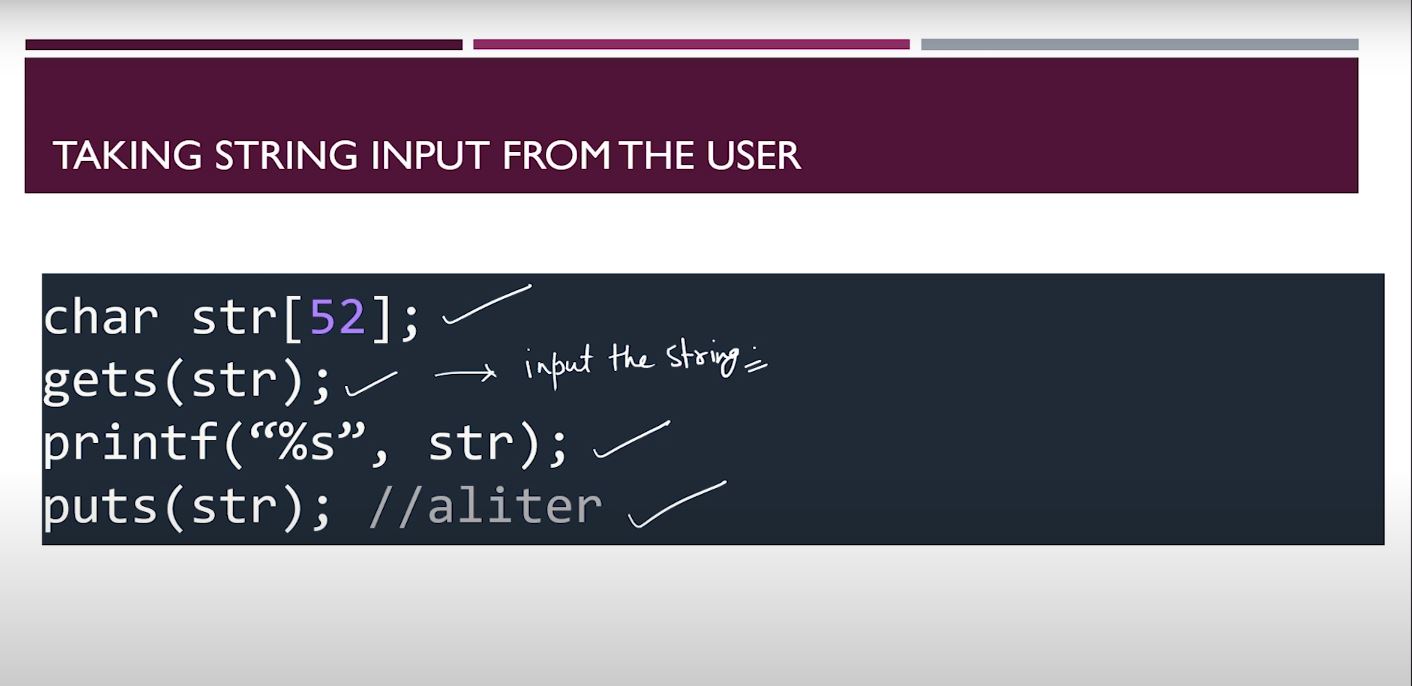 TAKING STRING INPUT FROM THE USER
char str[52];
gets(str); → input the string
printf(“%s”, str);
puts(str); //aliter